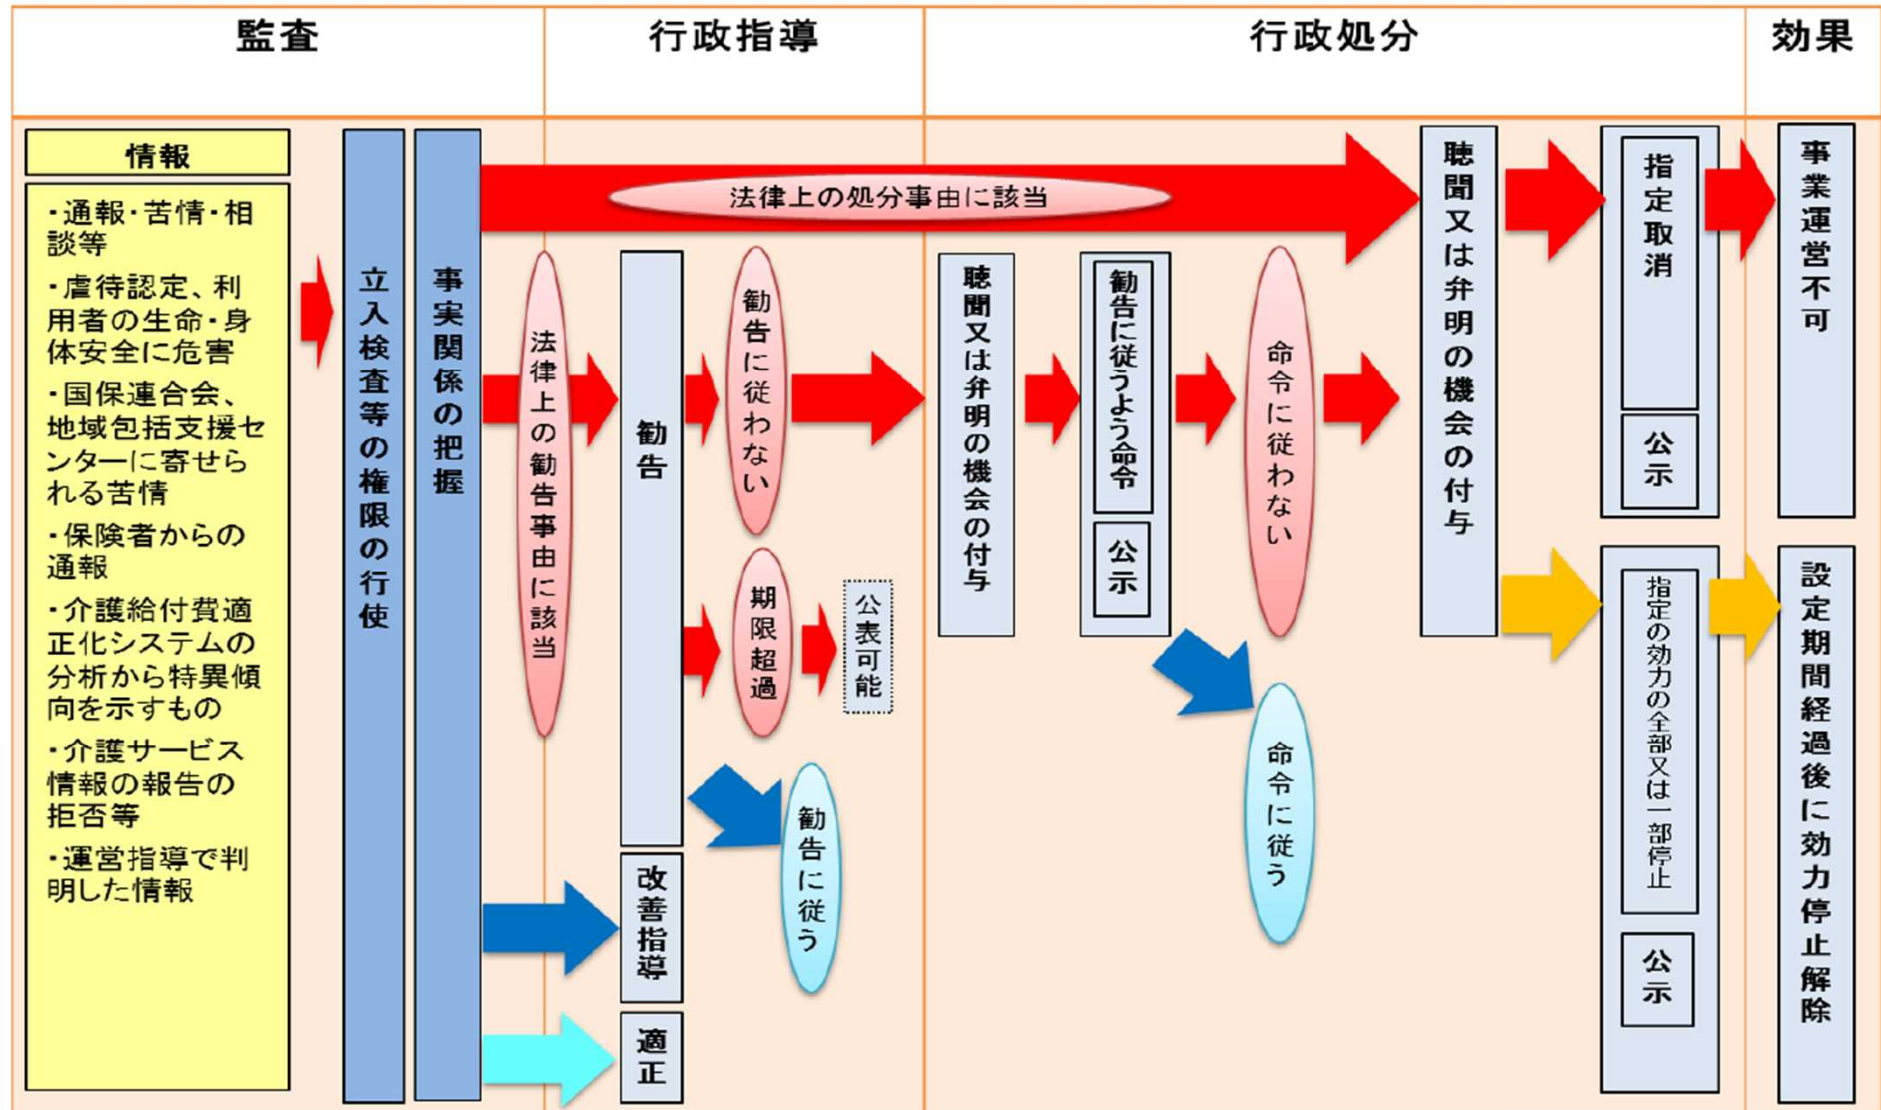 監査
行政指導
行政処分
効果
情報
・通報・苦情・相
談等
・虐待認定、利
用者の生命・身
体安全に危害
・国保連合会、
地域包括支援セ
ンターに寄せら
れる苦情
・保険者からの
通報
・介護給付費適
正化システムの
分析から特異傾
向を示すもの
・介護サービス
情報の報告の
拒否等
・運営指導で判
明した情報
立入検査等の権限の行使
事実関係の把握
法律上の処分事由に該当
法律上の勧告事由に該当
勧告
勧告に従わない
期限超過
公表可能
勧告に従う
改善指導
適正
聴聞又は弁明の機会の付与
勧告に従うよう命令
公示
命令に従わない
命令に従う
聴聞又は弁明の機会の付与
指定取消
公示
指定の効力の全部又は一部停止
公示
事業運営不可
設定期間経過後に効力停止解除